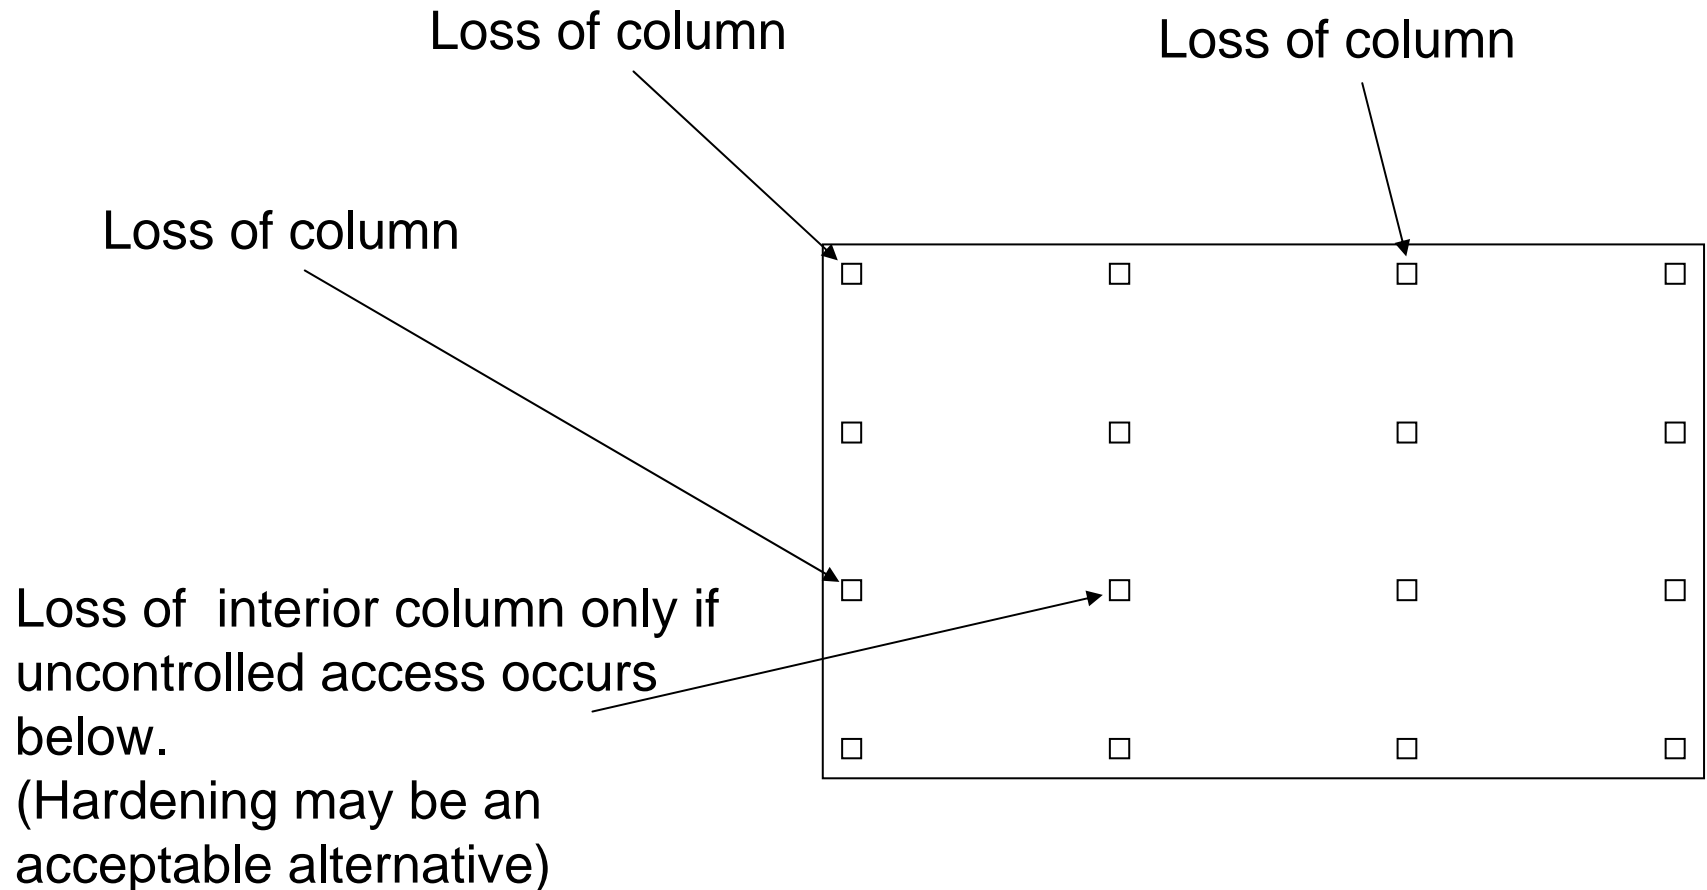 Loss of column
Loss of column
Loss of column
Loss of  interior column only if
uncontrolled access occurs
below.
(Hardening may be an
acceptable alternative)